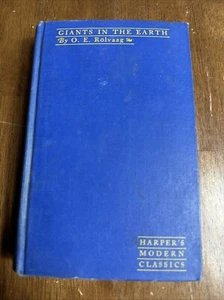 GIANTS IN THE EARTH
By O. E. Rölvaag
HARPER'S
MODERN
CLASSICS